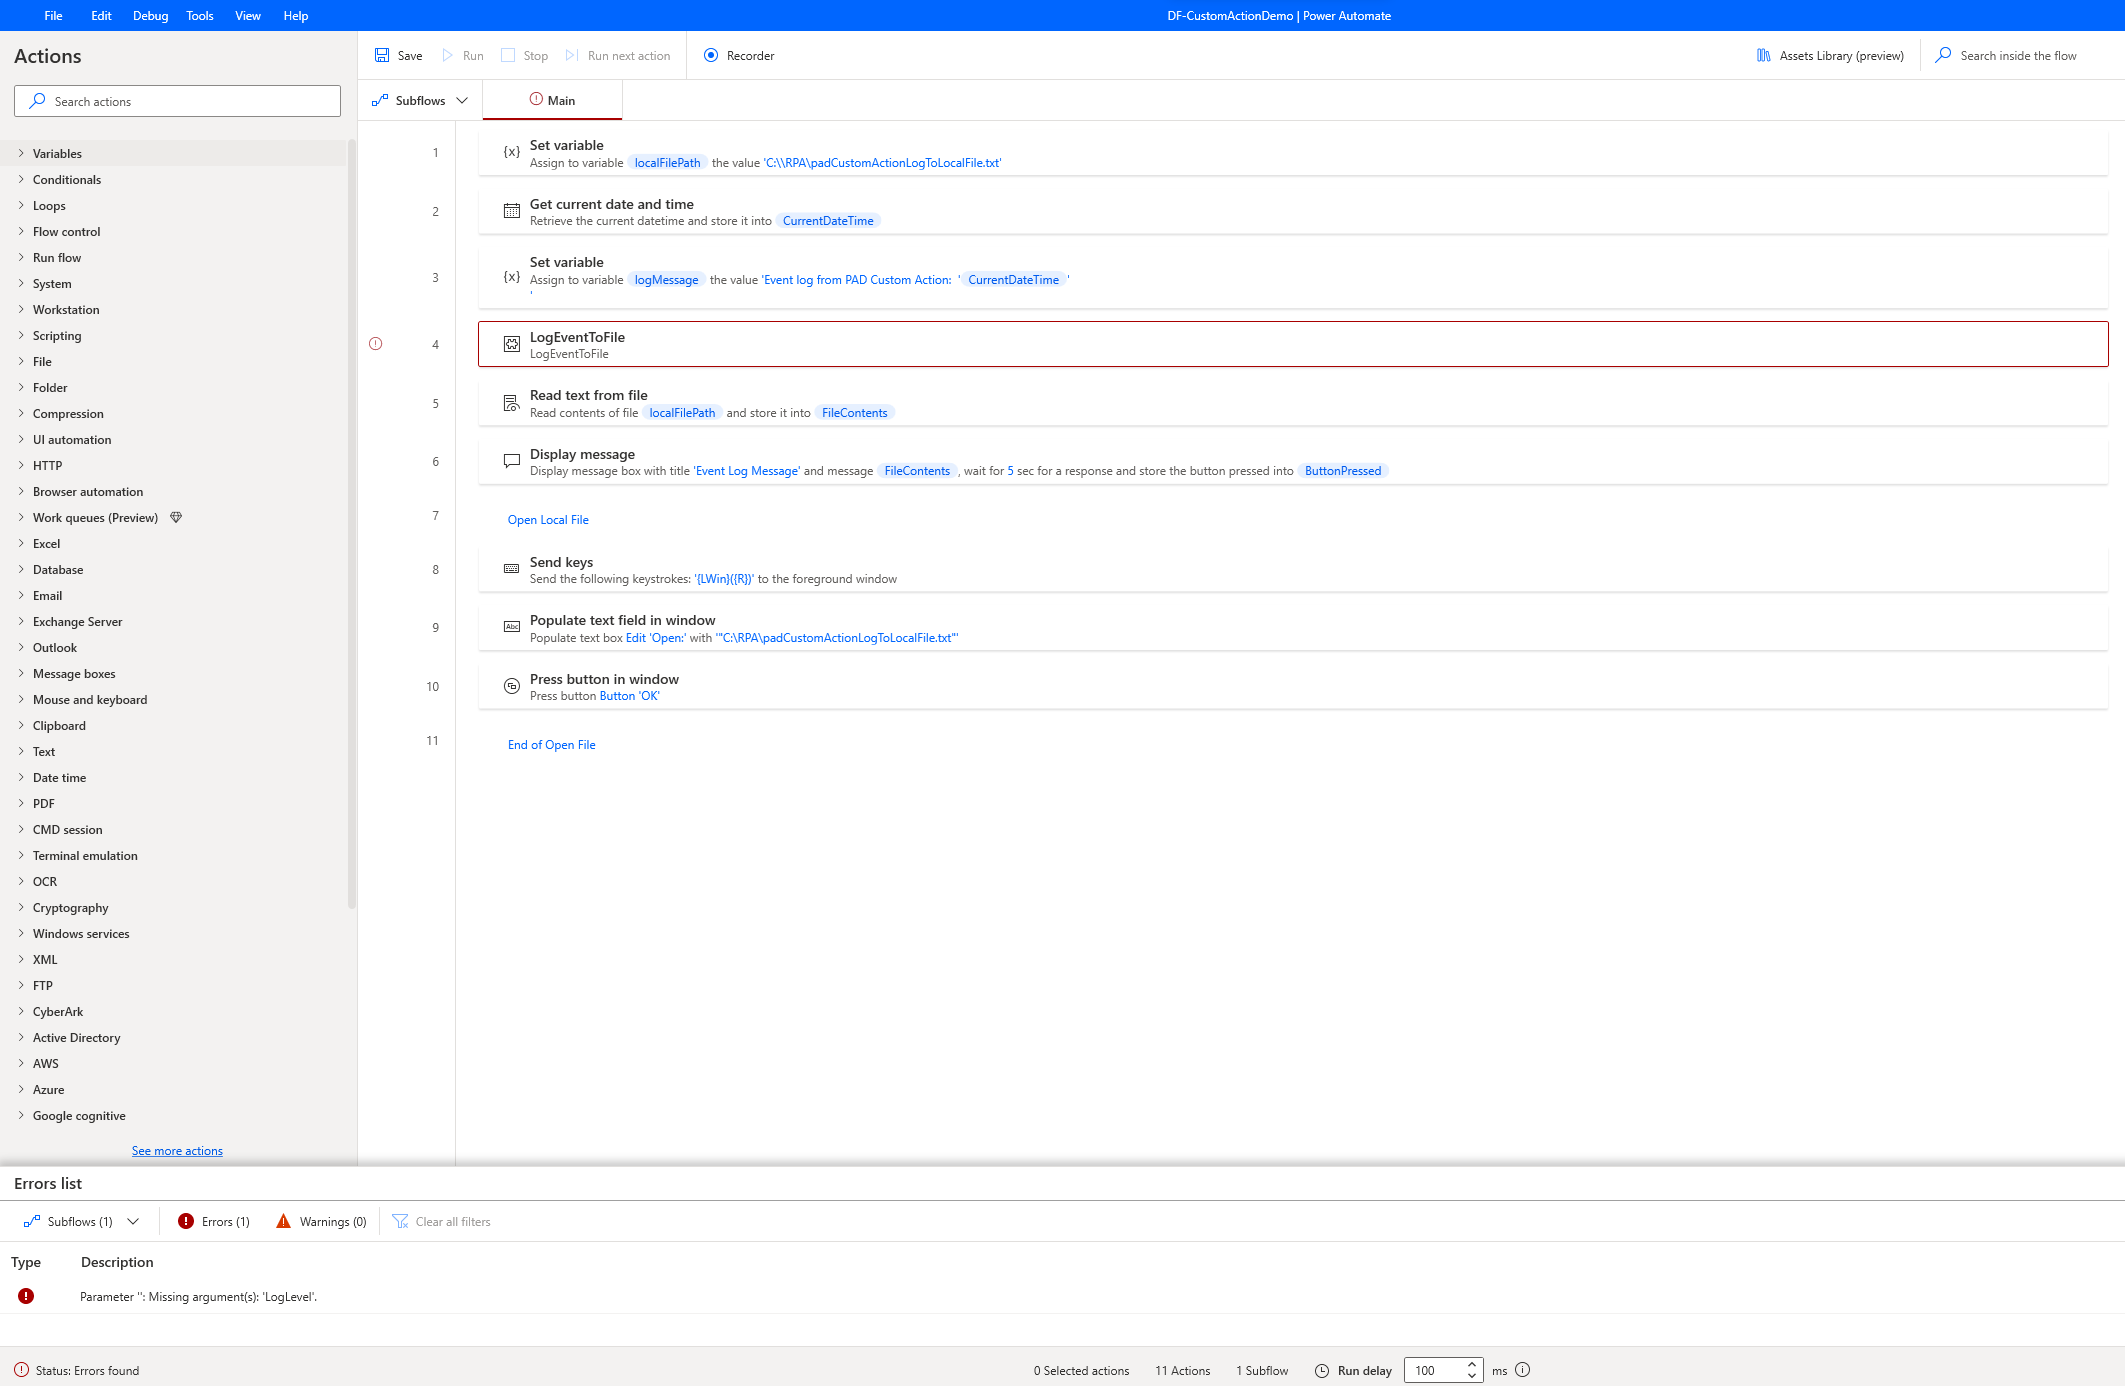 File Edit Debug Tools View Help DF-CustomActionDemo | Power Automate
Actions
Search actions
Variables
Conditionals
Loops
Flow control
Run flow
System
Workstation
Scripting
File
Folder
Compression
UI automation
HTTP
Browser automation
Work queues (Preview)
Excel
Database
Email
Exchange Server
Outlook
Message boxes
Mouse and keyboard
Clipboard
Text
Date time
PDF
CMD session
Terminal emulation
OCR
Cryptography
Windows services
XML
FTP
CyberArk
Active Directory
AWS
Azure
Google cognitive
See more actions
Save Run Stop Run next action Recorder Assets Library (preview) Search inside the flow
Subflows Main
1 {x} Set variable
Assign to variable localFilePath the value 'C:\\RPA\padCustomActionLogToLocalFile.txt'
2 Get current date and time
Retrieve the current datetime and store it into CurrentDateTime
3 {x} Set variable
Assign to variable logMessage the value 'Event log from PAD Custom Action: ' CurrentDateTime '
'
4 LogEventToFile
LogEventToFile
5 Read text from file
Read contents of file localFilePath and store it into FileContents
6 Display message
Display message box with title 'Event Log Message' and message FileContents , wait for 5 sec for a response and store the button pressed into ButtonPressed
7 Open Local File
8 Send keys
Send the following keystrokes: '{LWin}({R})' to the foreground window
9 Abc Populate text field in window
Populate text box Edit 'Open:' with '"C:\RPA\padCustomActionLogToLocalFile.txt"'
10 Press button in window
Press button Button 'OK'
11 End of Open File
Errors list
Subflows (1) Errors (1) Warnings (0) Clear all filters
Type Description
Parameter '': Missing argument(s): 'LogLevel'.
Status: Errors found 0 Selected actions 11 Actions 1 Subflow Run delay 100 ms